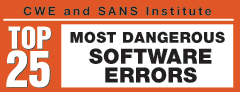 CWE and SANS Institute
TOP
25
MOST DANGEROUS
SOFTWARE
ERRORS